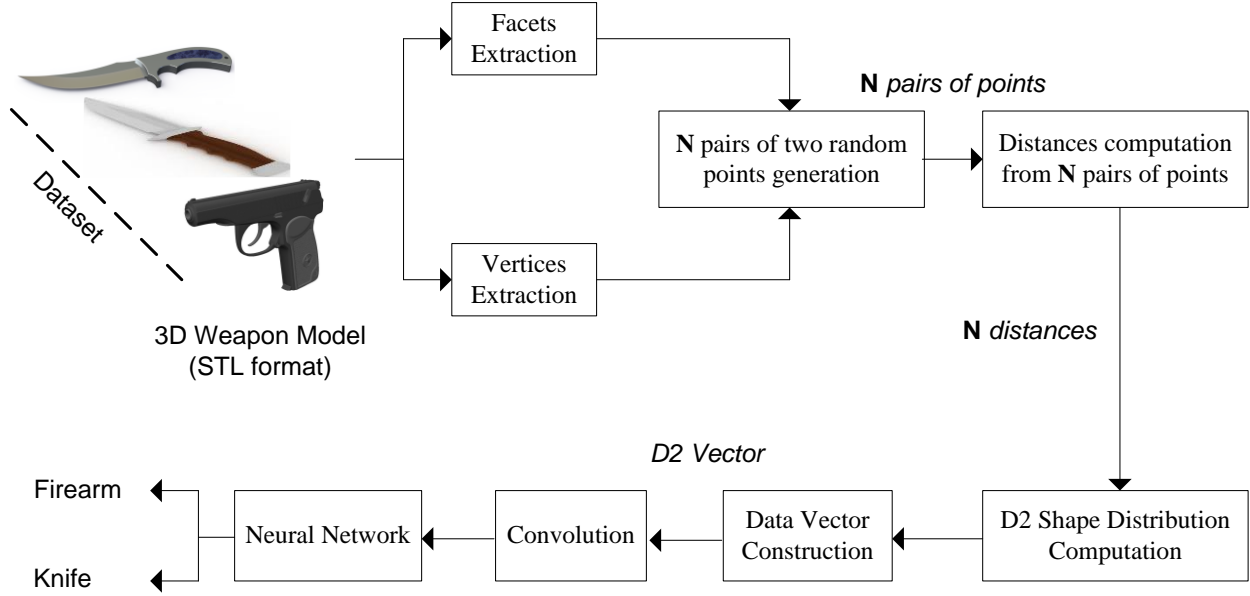 Facets
Extraction
N pairs of points
N pairs of two random
points generation
Distances computation
from N pairs of points
Dataset
Vertices
Extraction
3D Weapon Model
(STL format)
N distances
D2 Vector
Firearm
Knife
Neural Network
Convolution
Data Vector
Construction
D2 Shape Distribution
Computation